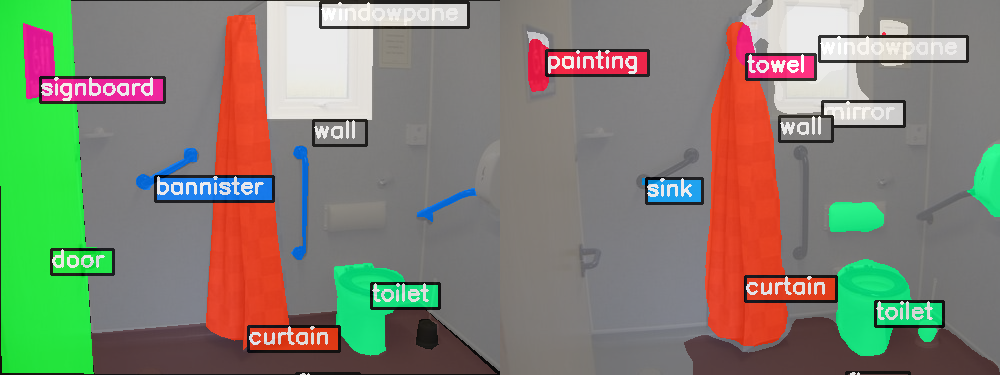 windowpane
signboard
wall
bannister
door
toilet
curtain
windowpane
painting
towel
mirror
wall
sink
curtain
toilet